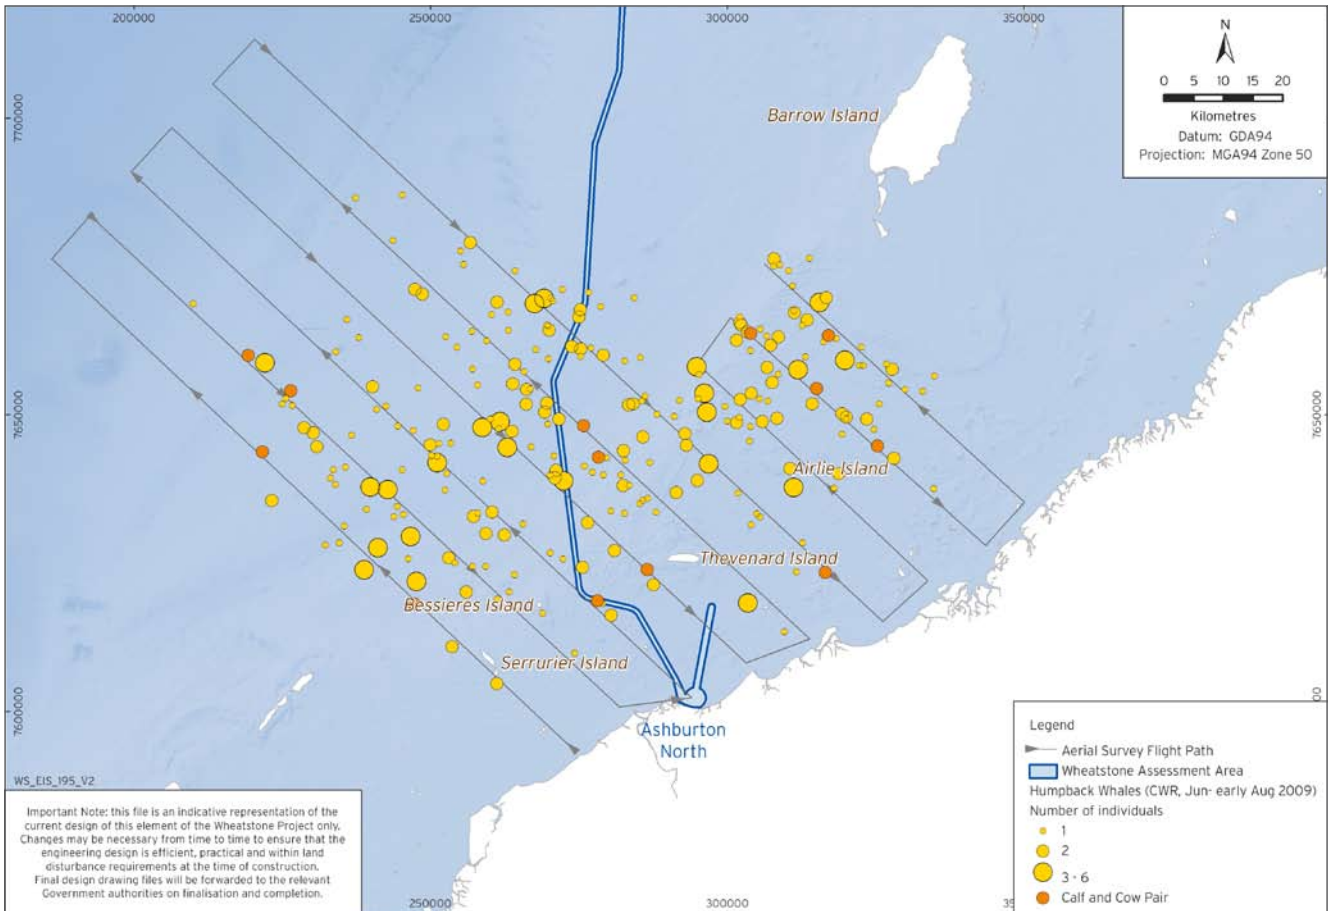 200000
250000
300000
350000
N
0 5 10 15 20
Kilometres
Datum: GDA94
Projection: MGA94 Zone 50
7700000
Barrow Island
7650000
7650000
Airlie Island
Thevenard Island
Bessieres Island
Serrurier Island
7600000
00
Ashburton
North
WS_EIS_195_V2
Important Note: this file is an indicative representation of the
current design of this element of the Wheatstone Project only.
Changes may be necessary from time to time to ensure that the
engineering design is efficient, practical and within land
disturbance requirements at the time of construction.
Final design drawing files will be forwarded to the relevant
Government authorities on finalisation and completion.
Legend
Aerial Survey Flight Path
Wheatstone Assessment Area
Humpback Whales (CWR, Jun- early Aug 2009)
Number of individuals
1
2
3 - 6
Calf and Cow Pair
250000
300000